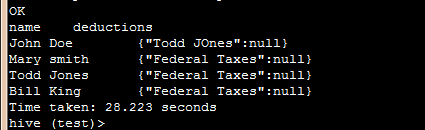 OK
name    deductions
John Doe        {"Todd JOnes":null}
Mary smith      {"Federal Taxes":null}
Todd Jones      {"Federal Taxes":null}
Bill King       {"Federal Taxes":null}
Time taken: 28.223 seconds
hive (test)>